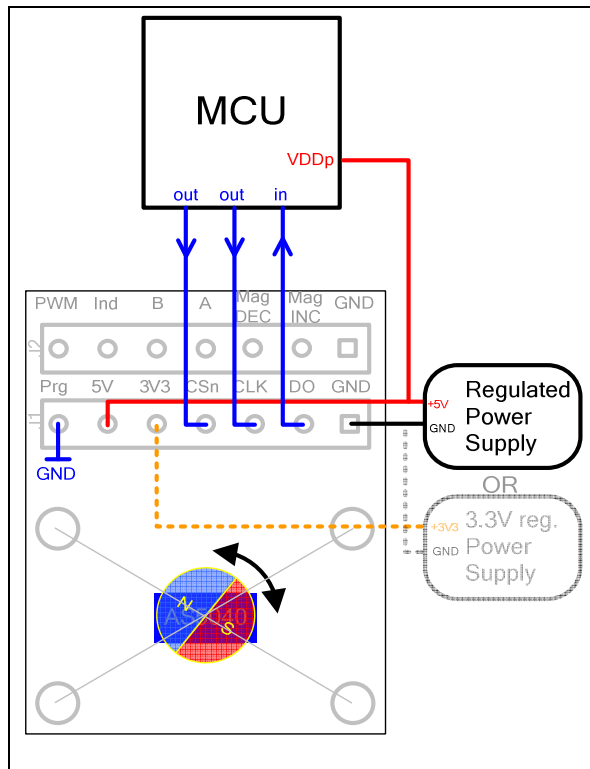 MCU
VDDp
out out in
PWM Ind B A Mag DEC Mag INC GND
J2
Prg 5V 3V3 CSn CLK DO GND
J1
GND
+5V
GND
Regulated
Power
Supply
OR
+3V3
GND
3.3V reg.
Power
Supply
N
AS5040
S